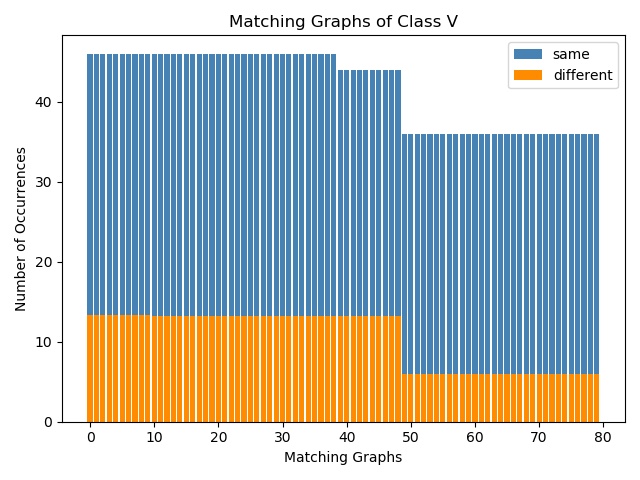 Matching Graphs of Class V
same
different
Number of Occurrences
40
30
20
10
0
0 10 20 30 40 50 60 70 80
Matching Graphs